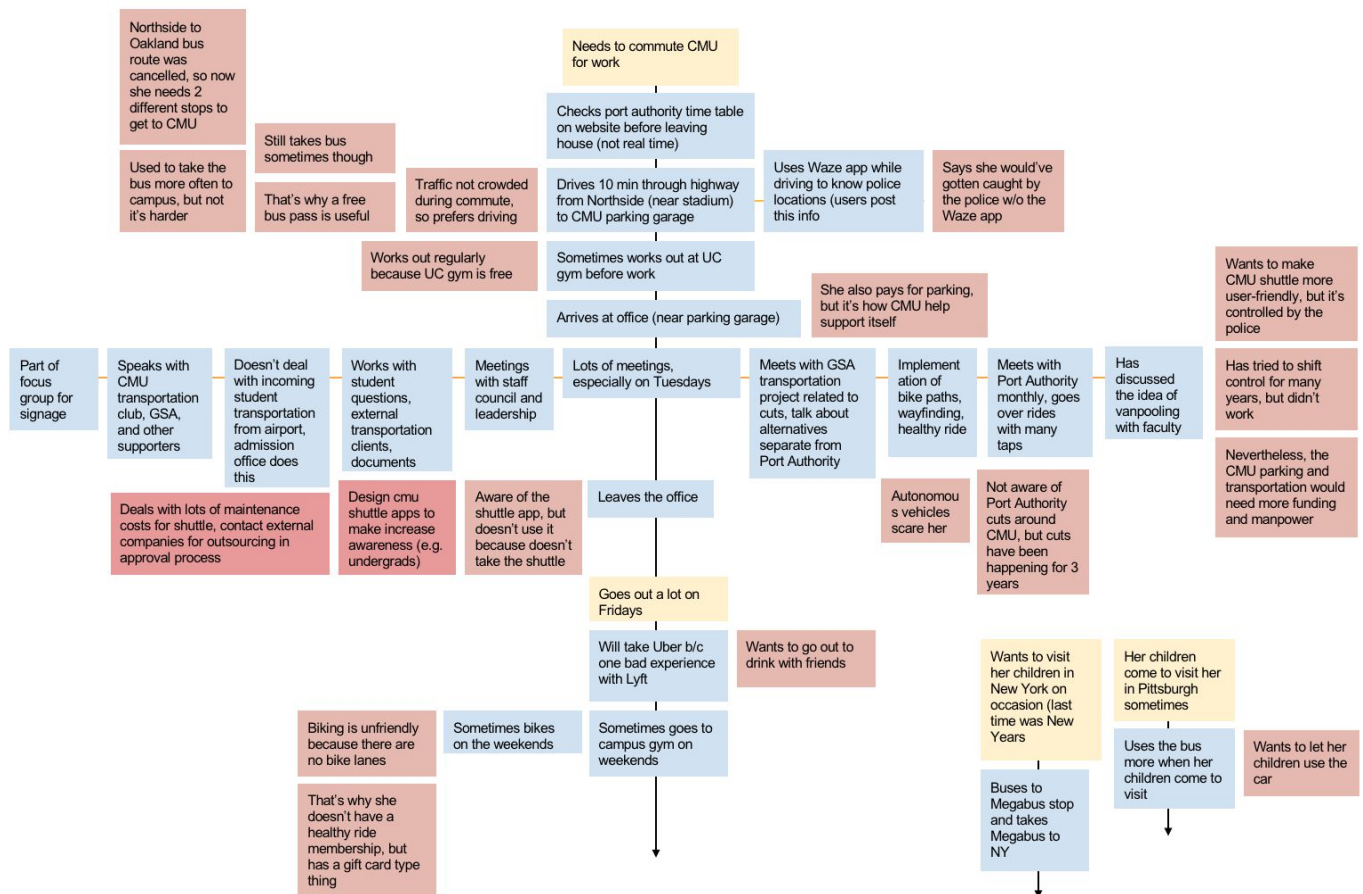 Northside to
Oakland bus
route was
cancelled, so now
she needs 2
different stops to
get to CMU
Needs to commute CMU
for work
Checks port authority time table
on website before leaving
house (not real time)
Still takes bus
sometimes though
Used to take the
bus more often to
campus, but not
it's harder
That's why a free
bus pass is useful
Traffic not crowded
during commute,
so prefers driving
Drives 10 min through highway
from Northside (near stadium)
to CMU parking garage
Uses Waze app while
driving to know police
locations (users post
this info
Says she would've
gotten caught by
the police w/o the
Waze app
Works out regularly
because UC gym is free
Sometimes works out at UC
gym before work
Arrives at office (near parking garage)
She also pays for parking,
but it's how CMU help
support itself
Wants to make
CMU shuttle more
user-friendly, but it's
controlled by the
police
Part of
focus
group for
signage
Speaks with
CMU
transportation
club, GSA,
and other
supporters
Doesn't deal
with incoming
student
transportation
from airport,
admission
office does
this
Works with
student
questions,
external
transportation
clients,
documents
Meetings
with staff
council and
leadership
Lots of meetings,
especially on Tuesdays
Meets with GSA
transportation
project related to
cuts, talk about
alternatives
separate from
Port Authority
Implement
ation of
bike paths,
wayfinding,
healthy ride
Meets with
Port Authority
monthly, goes
over rides
with many
taps
Has
discussed
the idea of
vanpooling
with faculty
Has tried to shift
control for many
years, but didn't
work
Nevertheless, the
CMU parking and
transportation would
need more funding
and manpower
Deals with lots of maintenance
costs for shuttle, contact external
companies for outsourcing in
approval process
Design cmu
shuttle apps to
make increase
awareness (e.g.
undergrads)
Aware of the
shuttle app, but
doesn't use it
because doesn't
take the shuttle
Leaves the office
Autonomou
s vehicles
scare her
Not aware of
Port Authority
cuts around
CMU, but cuts
have been
happening for 3
years
Goes out a lot on
Fridays
Will take Uber b/c
one bad experience
with Lyft
Wants to go out to
drink with friends
Biking is unfriendly
because there are
no bike lanes
Sometimes bikes
on the weekends
Sometimes goes to
campus gym on
weekends
That's why she
doesn't have a
healthy ride
membership, but
has a gift card type
thing
Wants to visit
her children in
New York on
occasion (last
time was New
Years
Her children
come to visit her
in Pittsburgh
sometimes
Uses the bus
more when her
children come to
visit
Wants to let her
children use the
car
Buses to
Megabus stop
and takes
Megabus to
NY